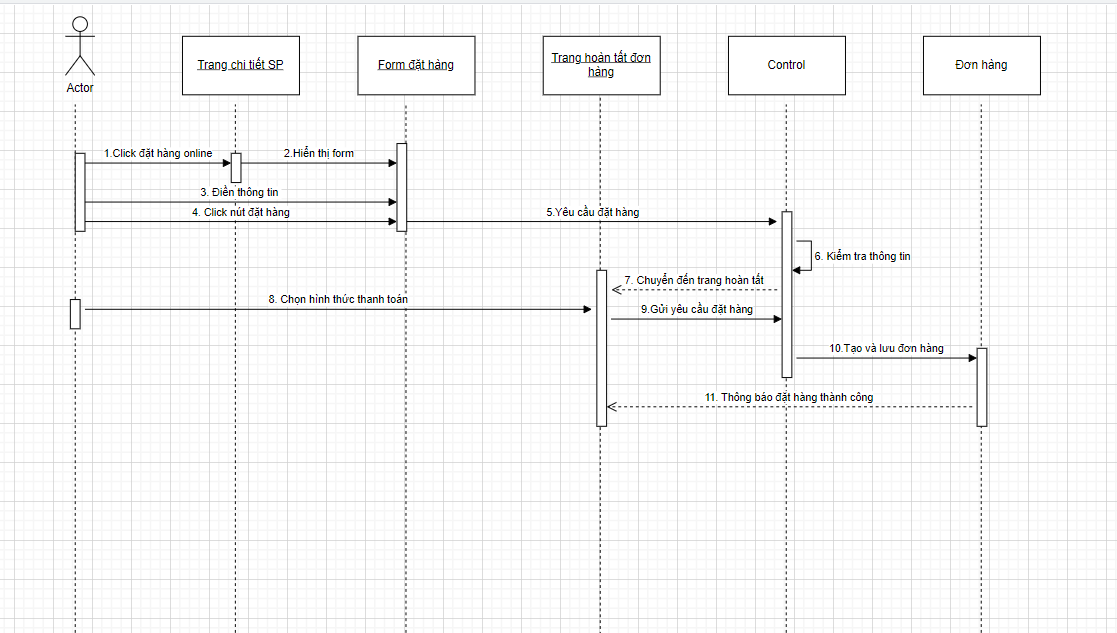 Actor
Trang chi tiết SP
Form đặt hàng
Trang hoàn tất đơn
hàng
Control
Đơn hàng
1.Click đặt hàng online
2.Hiển thị form
3. Điền thông tin
4. Click nút đặt hàng
5.Yêu cầu đặt hàng
6. Kiểm tra thông tin
7. Chuyển đến trang hoàn tất
8. Chọn hình thức thanh toán
9.Gửi yêu cầu đặt hàng
10.Tạo và lưu đơn hàng
11. Thông báo đặt hàng thành công